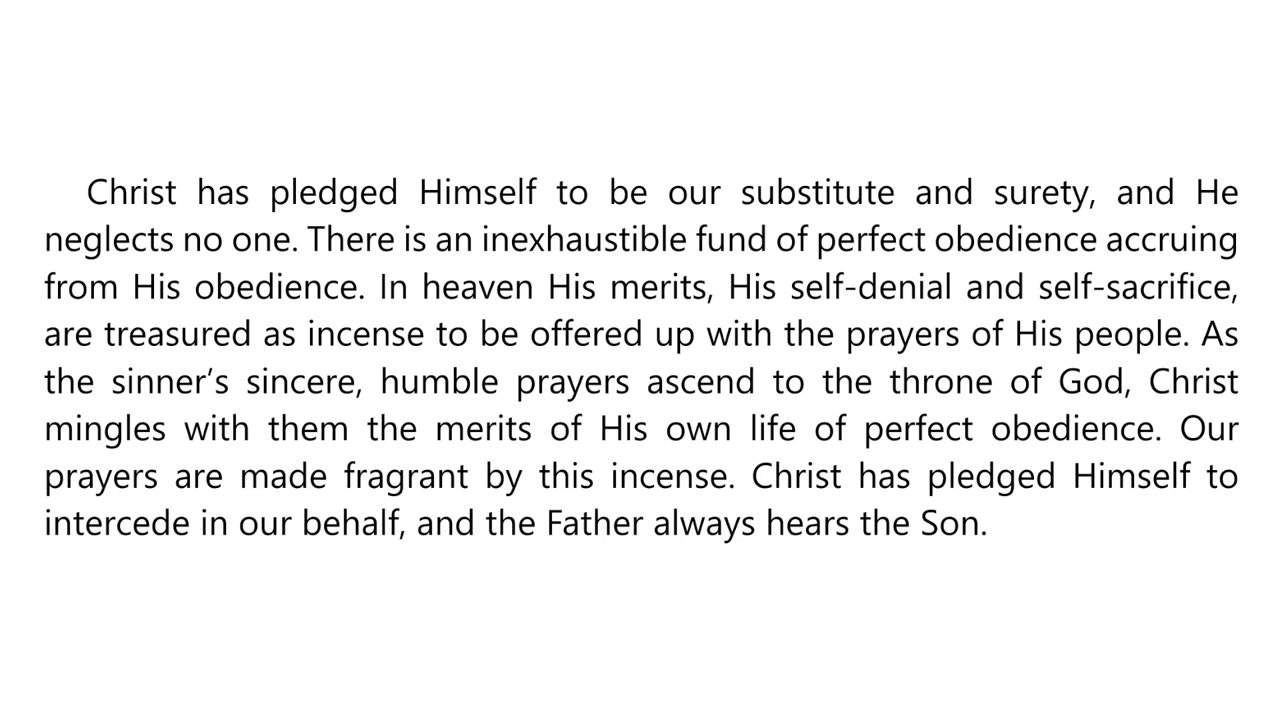 Christ has pledged Himself to be our substitute and surety, and He
neglects no one. There is an inexhaustible fund of perfect obedience accruing
from His obedience. In heaven His merits, His self-denial and self-sacrifice,
are treasured as incense to be offered up with the prayers of His people. As
the sinner’s sincere, humble prayers ascend to the throne of God, Christ
mingles with them the merits of His own life of perfect obedience. Our
prayers are made fragrant by this incense. Christ has pledged Himself to
intercede in our behalf, and the Father always hears the Son.